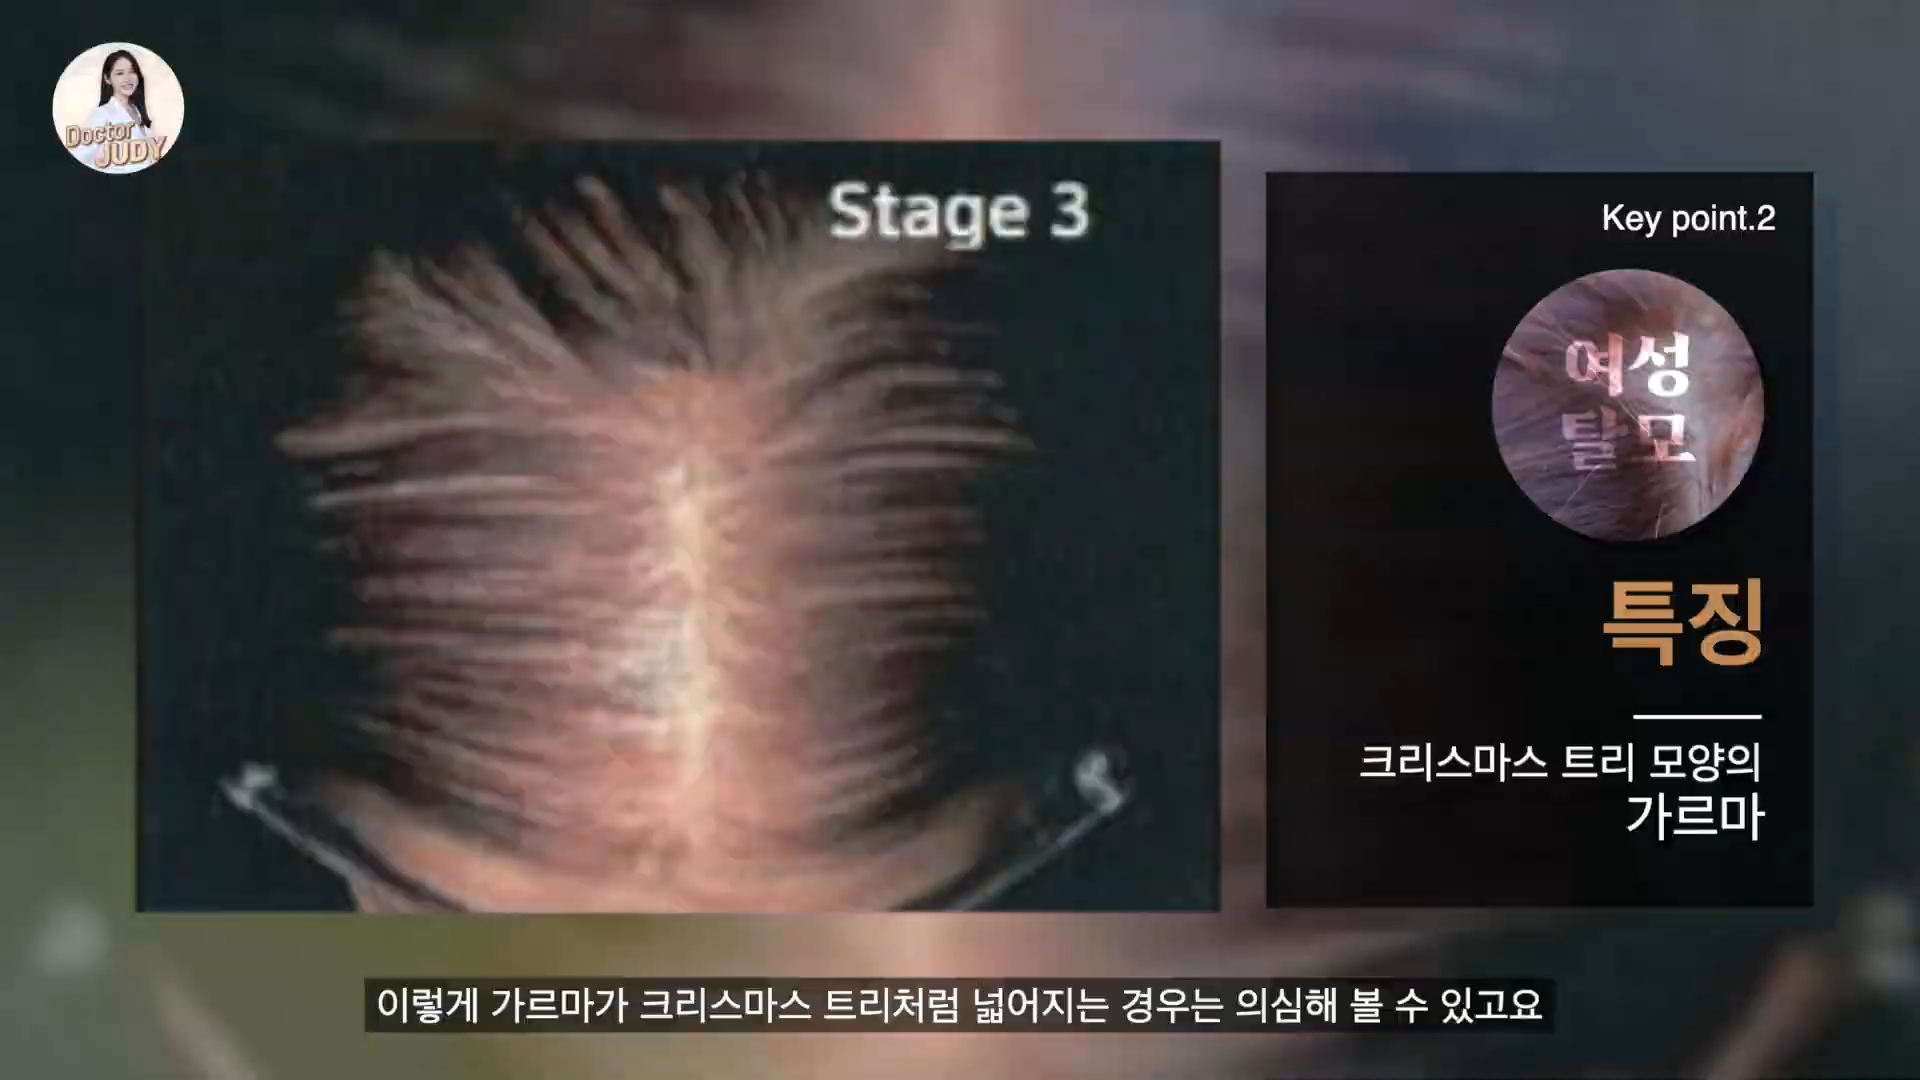 Doctor
JUDY
Stage 3
Key point.2
여성
탈모
특징
크리스마스 트리 모양의
가르마
이렇게 가르마가 크리스마스 트리처럼 넓어지는 경우는 의심해 볼 수 있고요